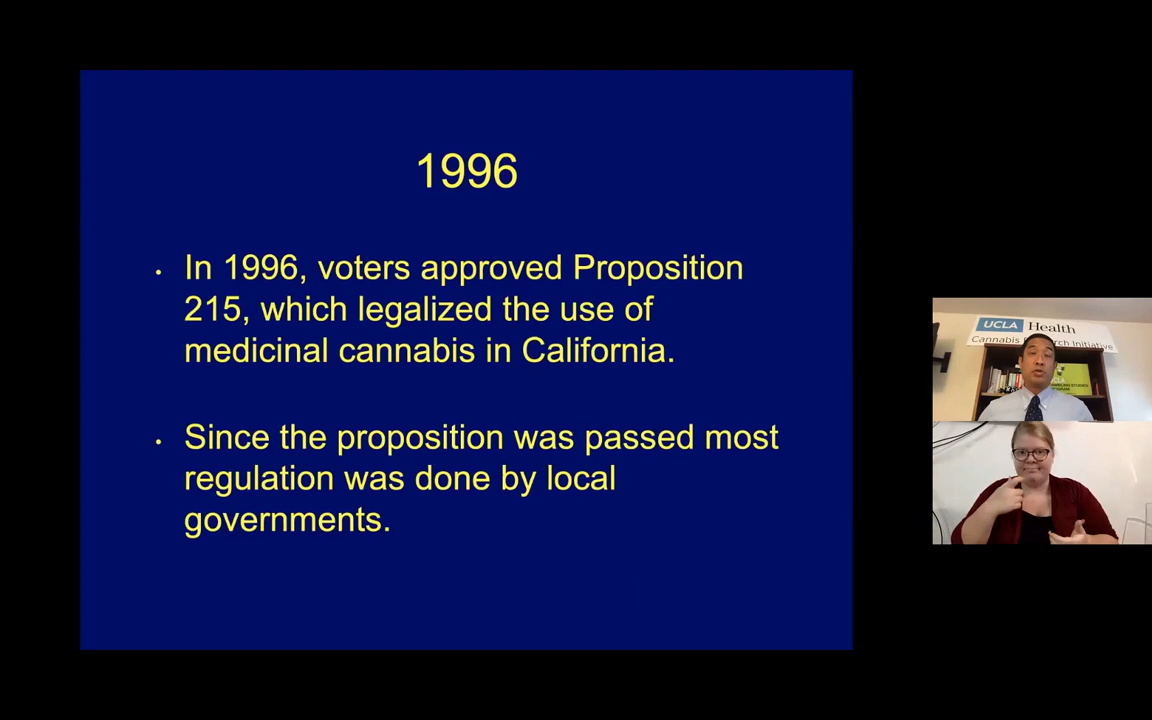 1996
• In 1996, voters approved Proposition
215, which legalized the use of
medicinal cannabis in California.
• Since the proposition was passed most
regulation was done by local
governments.
UCLA Health
Cannabis Research Initiative